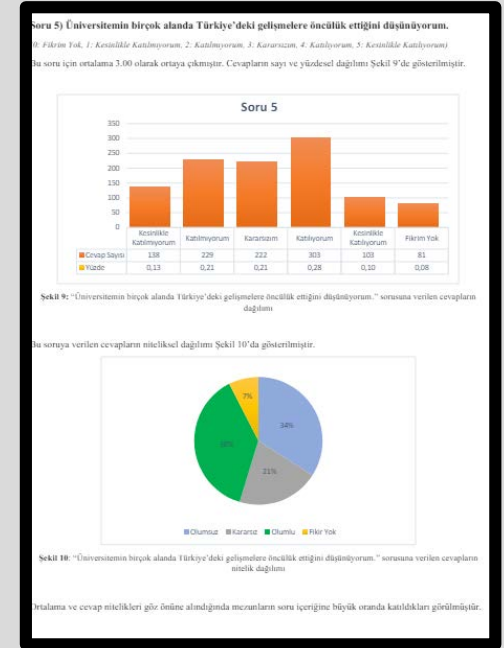 Soru 5) Üniversitemin birçok alanda Türkiye'deki gelişmelere öncülük ettiğini düşünüyorum.
0: Fikrim Yok, 1: Kesinlikle Katılmıyorum, 2: Katılmıyorum, 3: Kararsızım, 4: Katılıyorum, 5: Kesinlikle Katılıyorum)
Bu soru için ortalama 3.00 olarak ortaya çıkmıştır. Cevapların sayı ve yüzdesel dağılımı Şekil 9'de gösterilmiştir.
Soru 5
350
300
250
200
150
100
50
0
Kesinlikle Katılmıyorum Katılmıyorum Kararsızım Katılıyorum Kesinlikle Katılıyorum Fikrim Yok
Cevap Sayısı 138 229 222 303 103 81
Yüzde 0,13 0,21 0,21 0,28 0,10 0,08
Şekil 9: "Üniversitemin birçok alanda Türkiye'deki gelişmelere öncülük ettiğini düşünüyorum." sorusuna verilen cevapların
dağılımı
Bu soruya verilen cevapların niteliksel dağılımı Şekil 10'da gösterilmiştir.
7%
34%
21%
Olumsuz Kararsız Olumlu Fikir Yok
Şekil 10: "Üniversitemin birçok alanda Türkiye'deki gelişmelere öncülük ettiğini düşünüyorum." sorusuna verilen cevapların
nitelik dağılımı
Ortalama ve cevap nitelikleri göz önüne alındığında mezunların soru içeriğine büyük oranda katıldıkları görülmüştür.